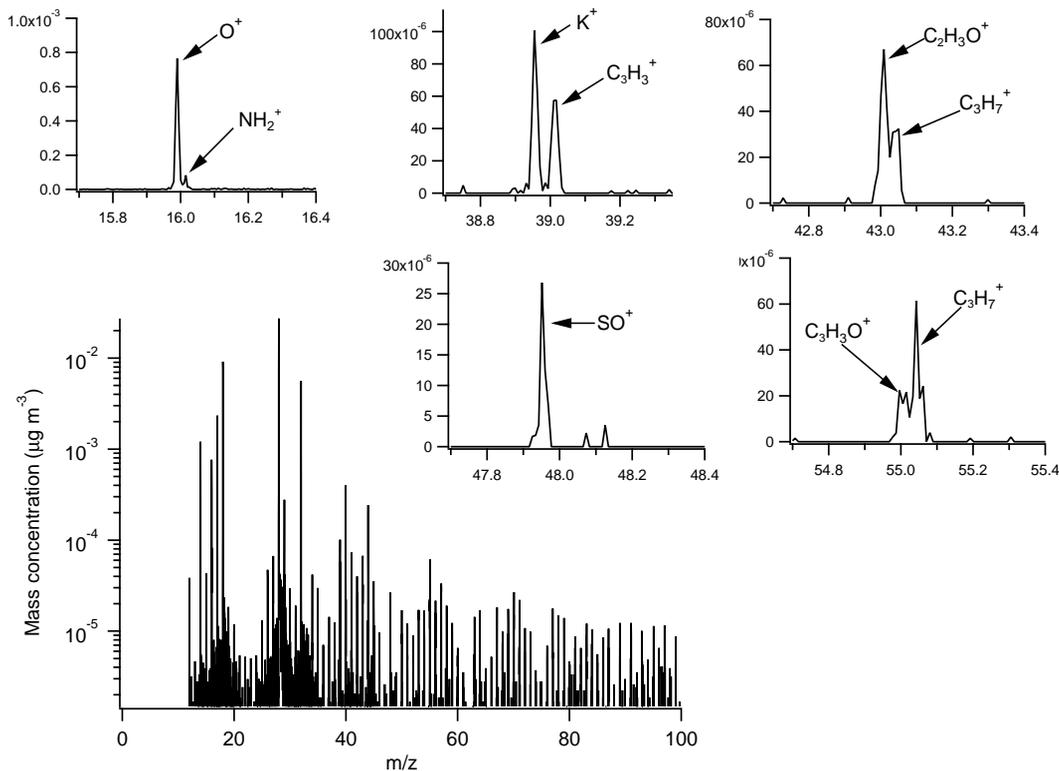 1.0x10⁻³
0.8
0.6
0.4
0.2
0.0
O⁺
NH₂⁺
15.8 16.0 16.2 16.4
100x10⁻⁶
80
60
40
20
0
K⁺
C₃H₃⁺
38.8 39.0 39.2
80x10⁻⁶
60
40
20
0
C₂H₃O⁺
C₃H₇⁺
42.8 43.0 43.2 43.4
30x10⁻⁶
25
20
15
10
5
0
SO⁺
47.8 48.0 48.2 48.4
x10⁻⁶
60
40
20
0
C₃H₃O⁺
C₃H₇⁺
54.8 55.0 55.2 55.4
Mass concentration (µg m⁻³)
10⁻²
10⁻³
10⁻⁴
10⁻⁵
0 20 40 60 80 100
m/z